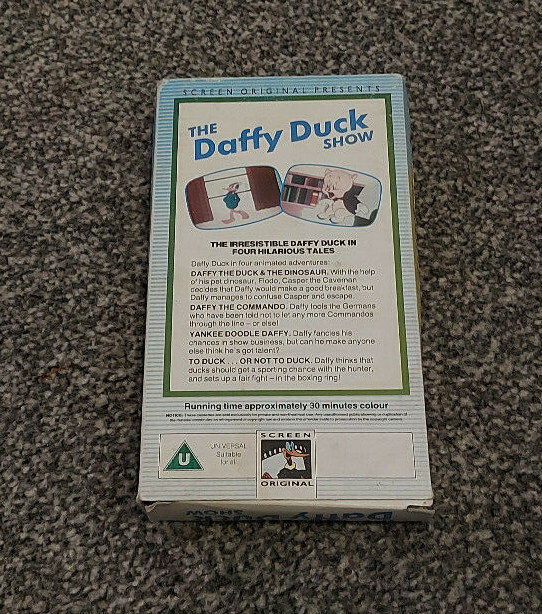 SCREEN ORIGINAL PRESENTS
THE
Daffy Duck
SHOW
THE IRRESISTIBLE DAFFY DUCK IN
FOUR HILARIOUS TALES
Daffy Duck in four animated adventures:
DAFFY THE DUCK & THE DINOSAUR. With the help
of his pet dinosaur, Fiodo, Casper the Caveman
decides that Daffy would make a good breakfast, but
Daffy manages to confuse Casper and escape.
DAFFY THE COMMANDO. Daffy fools the Germans
who have been told not to let any more Commandos
through the line – or else!
YANKEE DOODLE DAFFY. Daffy fancies his
chances in show business, but can he make anyone
else think he's got talent?
TO DUCK . . . OR NOT TO DUCK. Daffy thinks that
ducks should get a sporting chance with the hunter,
and sets up a fair fight – in the boxing ring!
Running time approximately 30 minutes colour
U
UNIVERSAL
Suitable
for all
SCREEN
ORIGINAL
Daffy Duck
SHOW